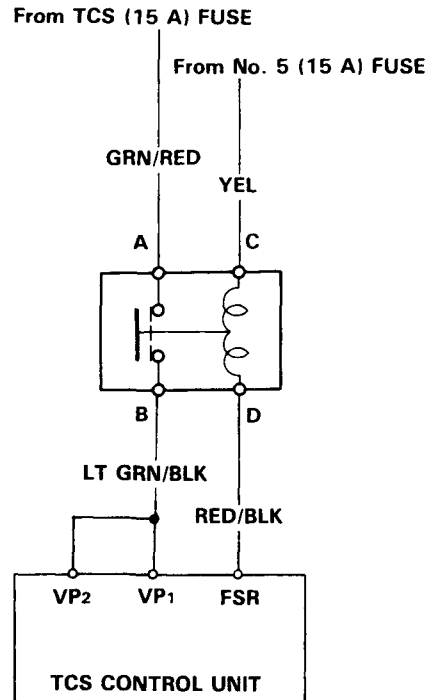 From TCS (15 A) FUSE
From No. 5 (15 A) FUSE
GRN/RED
YEL
A
C
B
D
LT GRN/BLK
RED/BLK
VP2
VP1
FSR
TCS CONTROL UNIT